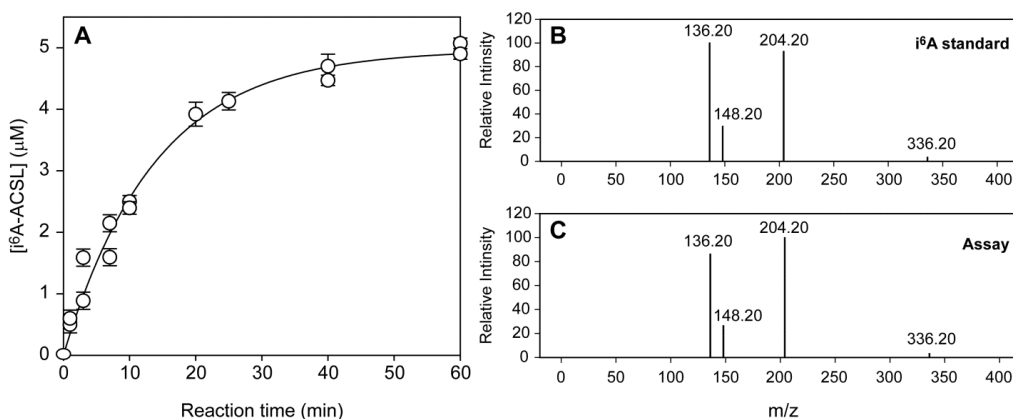 A
[i⁶A-ACSL] (μM)
6
5
4
3
2
1
0
0 10 20 30 40 50 60
Reaction time (min)
B
i⁶A standard
Relative Intinsity
120
100
80
60
40
20
0
136.20
204.20
148.20
336.20
0 50 100 150 200 250 300 350 400
C
Assay
Relative Intinsity
120
100
80
60
40
20
0
136.20
204.20
148.20
336.20
0 50 100 150 200 250 300 350 400
m/z